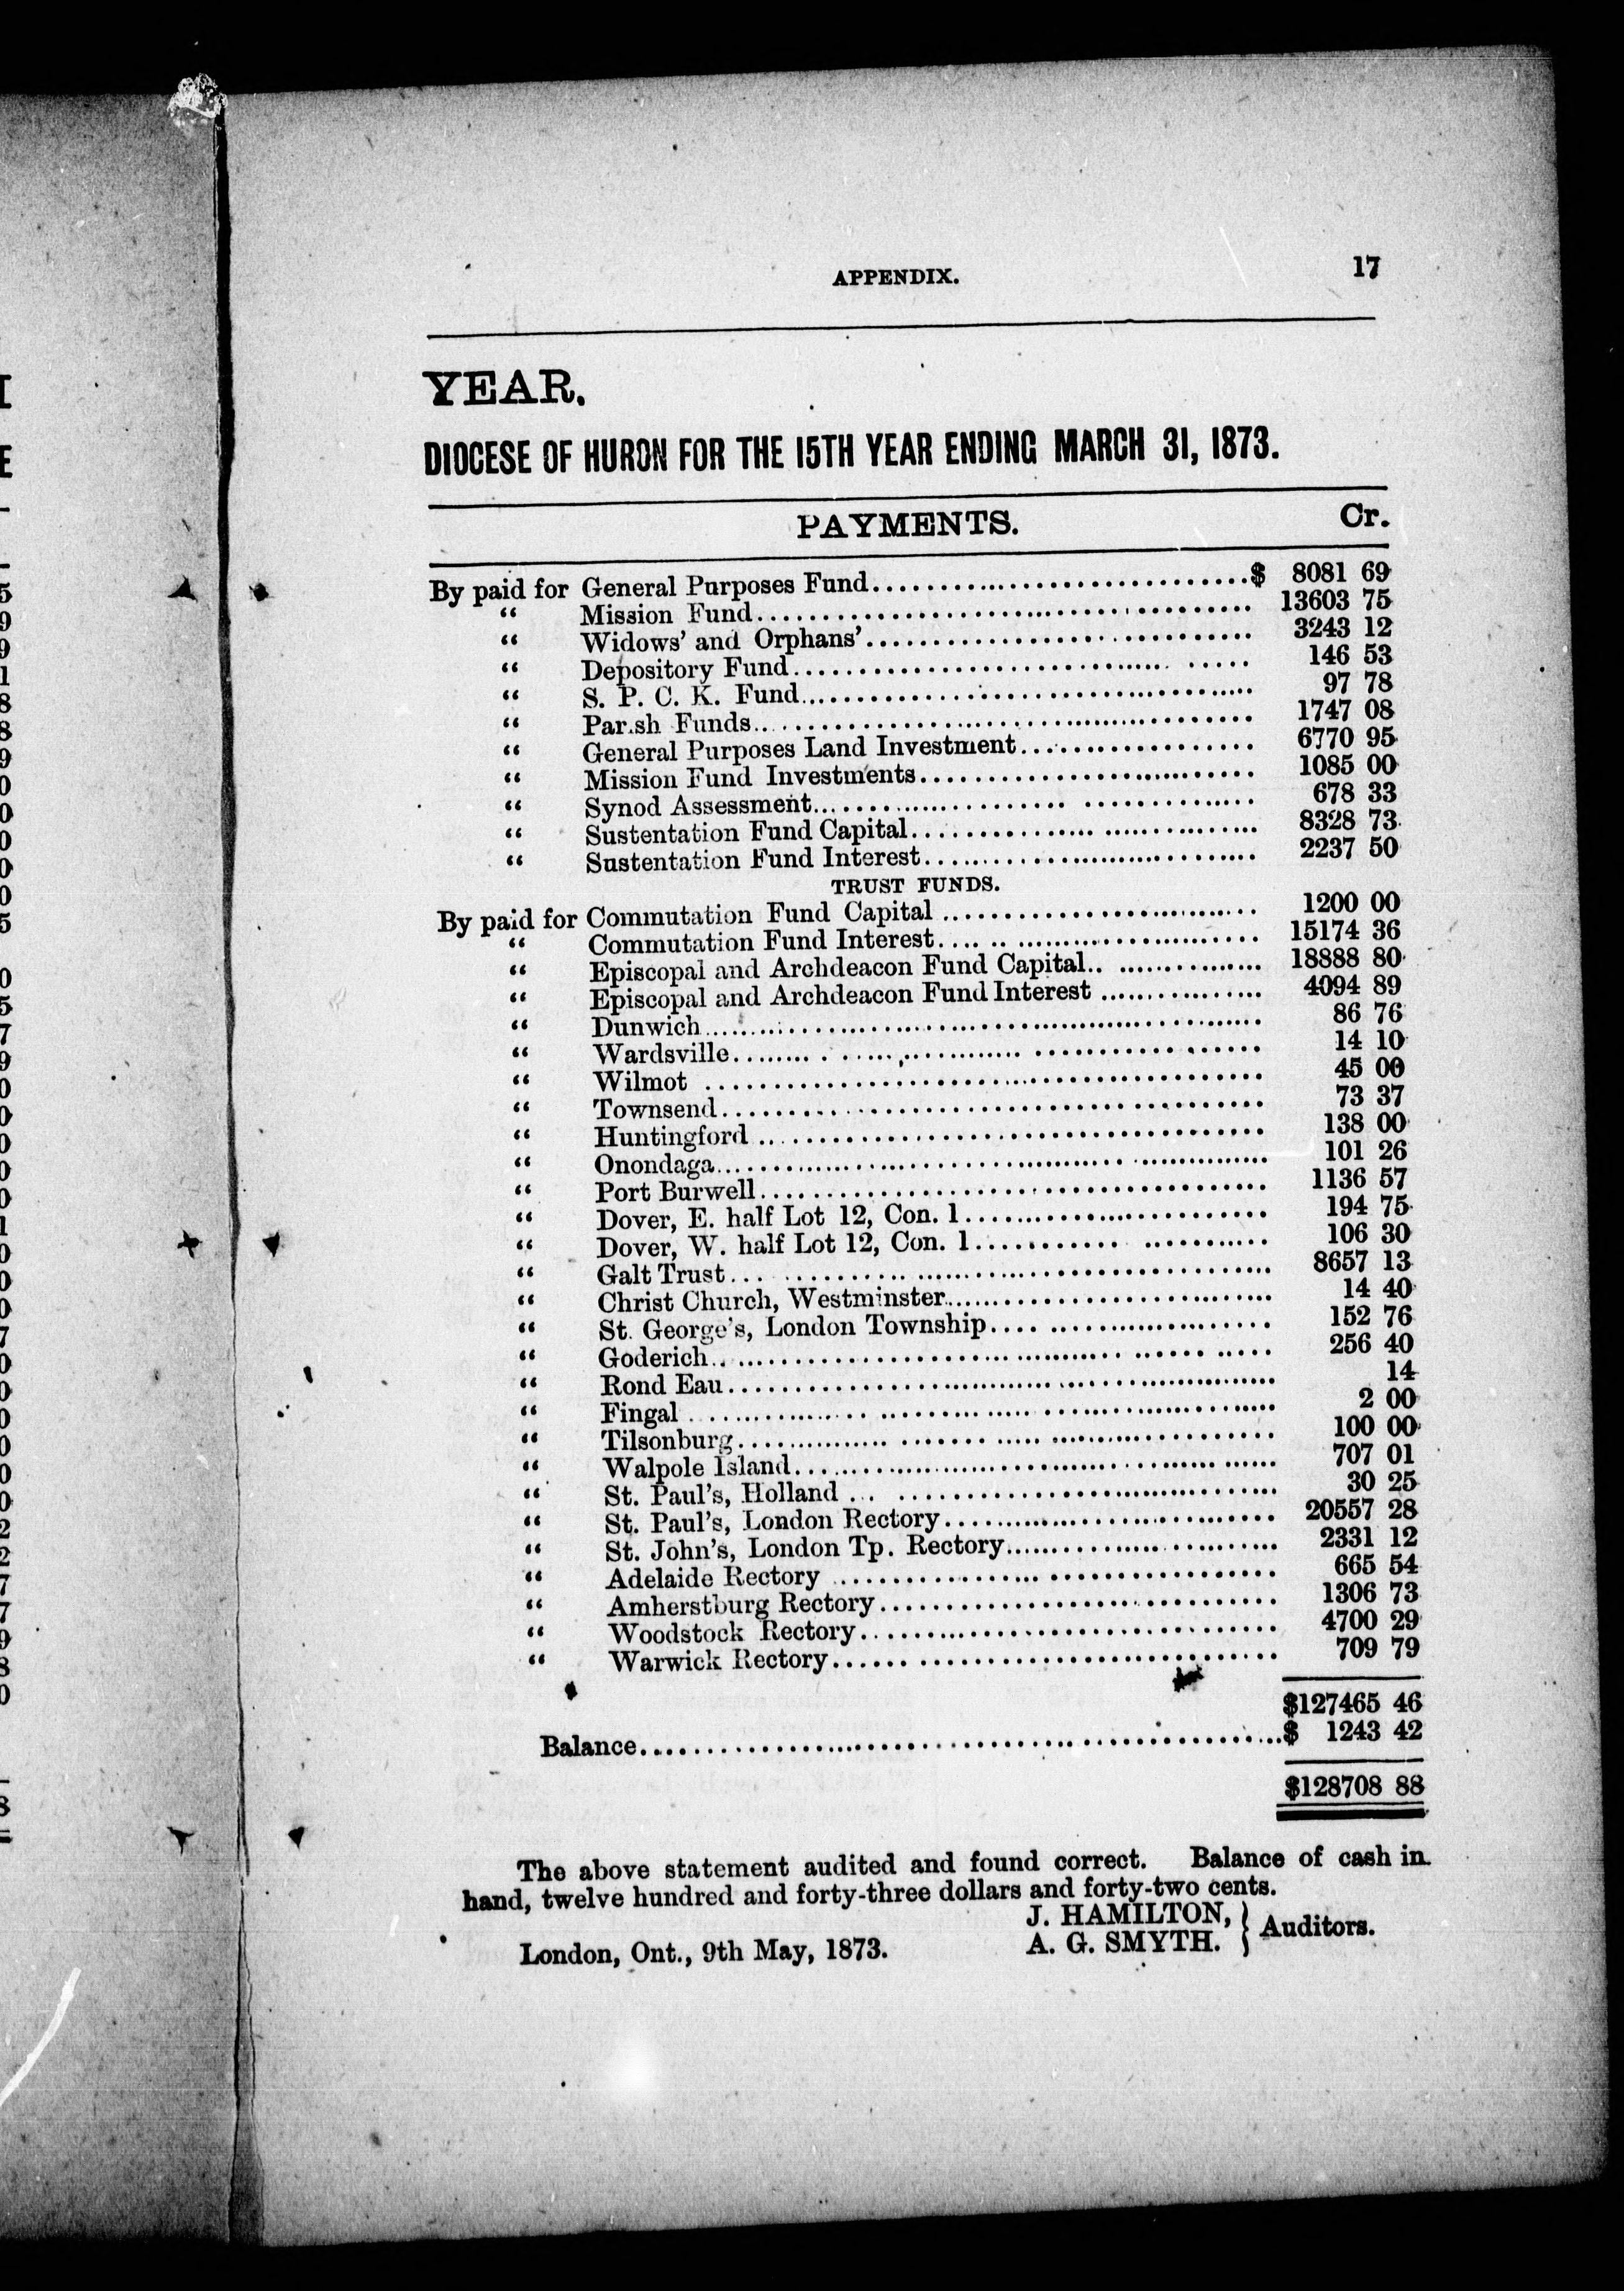 APPENDIX. 17
YEAR.
DIOCESE OF HURON FOR THE 15TH YEAR ENDING MARCH 31, 1873.
PAYMENTS. Cr.
By paid for General Purposes Fund..................................$ 8081 69
“ Mission Fund.................................... 13603 75
“ Widows’ and Orphans’............................ 3243 12
“ Depository Fund................................. 146 53
“ S. P. C. K. Fund................................. 97 78
“ Par.sh Funds.................................... 1747 08
“ General Purposes Land Investment.................. 6770 95
“ Mission Fund Investments......................... 1085 00
“ Synod Assessment................................ 678 33
“ Sustentation Fund Capital......................... 8328 73
“ Sustentation Fund Interest........................ 2237 50
TRUST FUNDS.
By paid for Commutation Fund Capital ........................ 1200 00
“ Commutation Fund Interest........................ 15174 36
“ Episcopal and Archdeacon Fund Capital.............. 18888 80
“ Episcopal and Archdeacon Fund Interest ............. 4094 89
“ Dunwich........................................ 86 76
“ Wardsville...................................... 14 10
“ Wilmot ........................................ 45 00
“ Townsend...................................... 73 37
“ Huntingford .................................... 138 00
“ Onondaga...................................... 101 26
“ Port Burwell.................................... 1136 57
“ Dover, E. half Lot 12, Con. 1....................... 194 75
“ Dover, W. half Lot 12, Con. 1...................... 106 30
“ Galt Trust...................................... 8657 13
“ Christ Church, Westminster........................ 14 40
“ St. George’s, London Township.................... 152 76
“ Goderich....................................... 256 40
“ Rond Eau...................................... 14
“ Fingal ......................................... 2 00
“ Tilsonburg..................................... 100 00
“ Walpole Island.................................. 707 01
“ St. Paul’s, Holland .............................. 30 25
“ St. Paul’s, London Rectory........................ 20557 28
“ St. John’s, London Tp. Rectory.................... 2331 12
“ Adelaide Rectory ................................ 665 54
“ Amherstburg Rectory............................. 1306 73
“ Woodstock Rectory.............................. 4700 29
“ Warwick Rectory................................ 709 79
$127465 46
Balance................................................$ 1243 42
$128708 88
The above statement audited and found correct. Balance of cash in
hand, twelve hundred and forty-three dollars and forty-two cents.
J. HAMILTON, } Auditors.
London, Ont., 9th May, 1873. A. G. SMYTH.